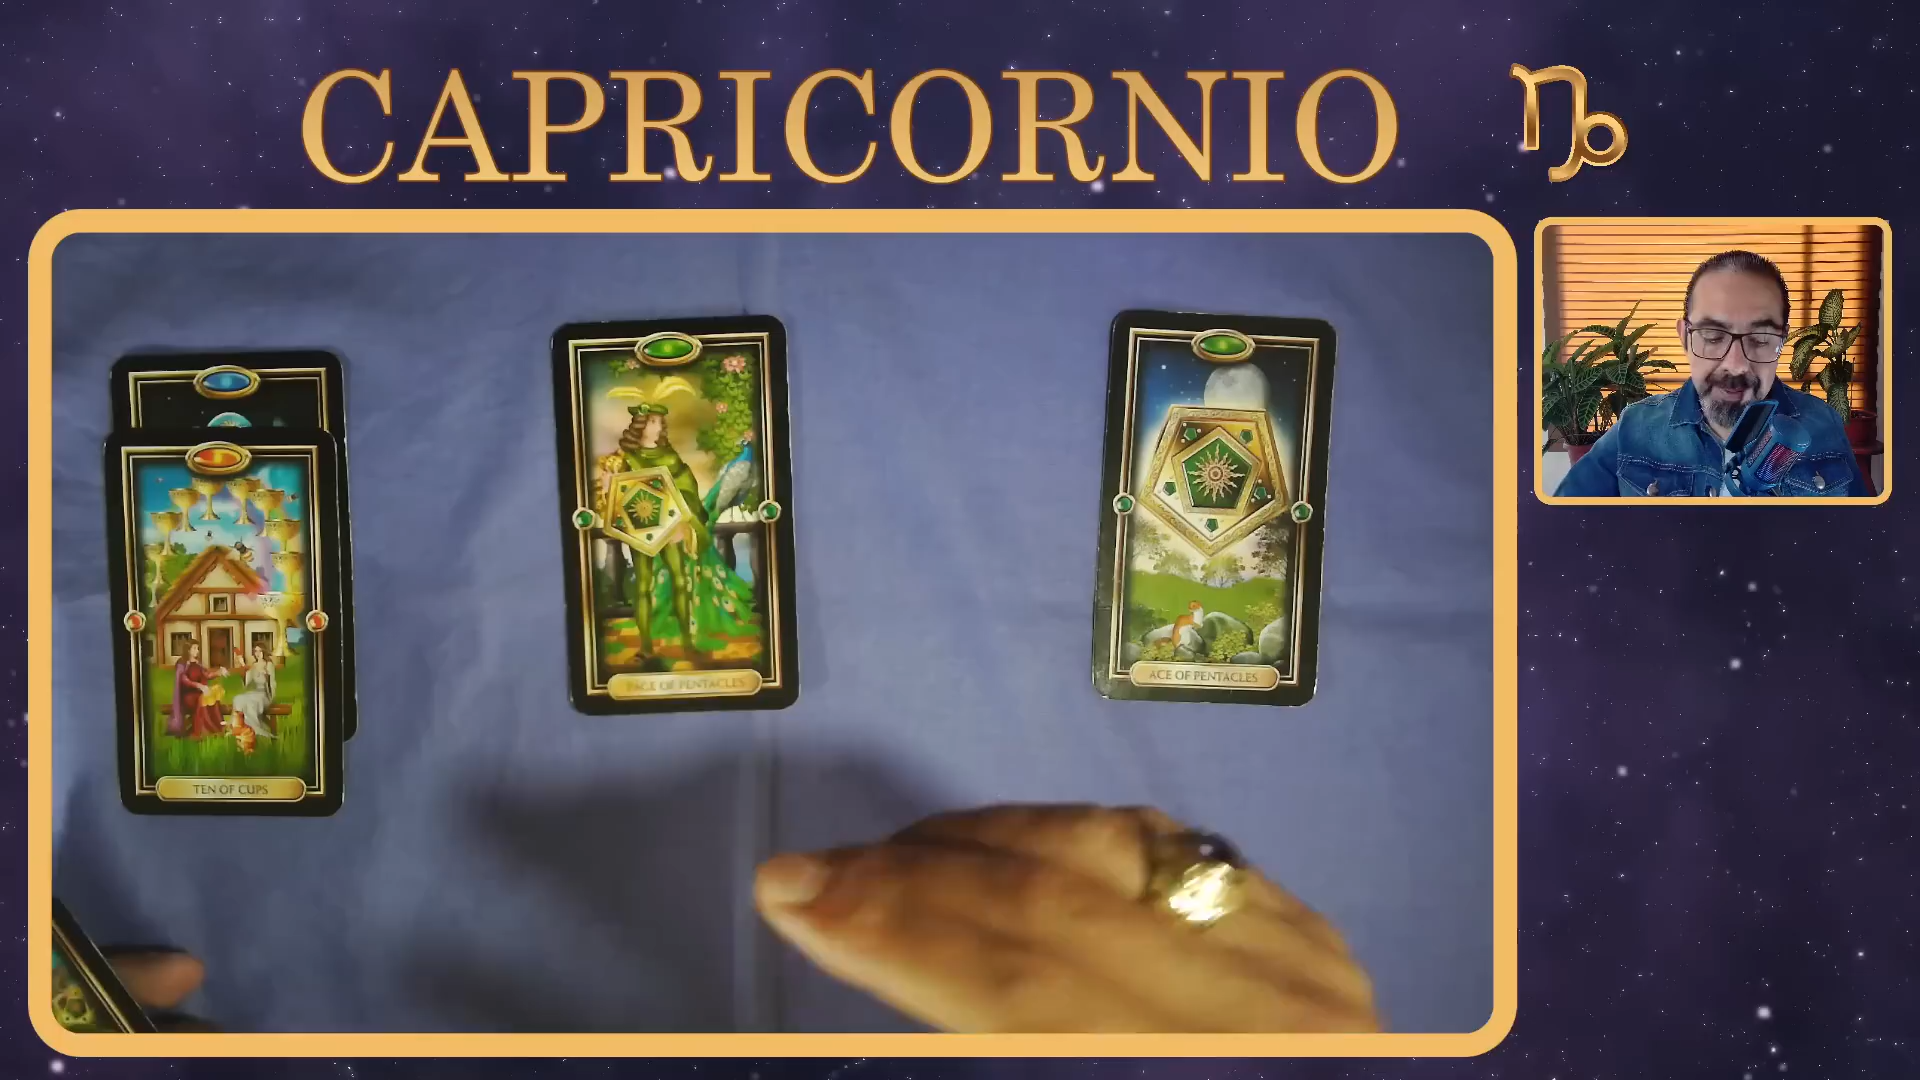 CAPRICORNIO
TEN OF CUPS
PAGE OF PENTACLES
ACE OF PENTACLES